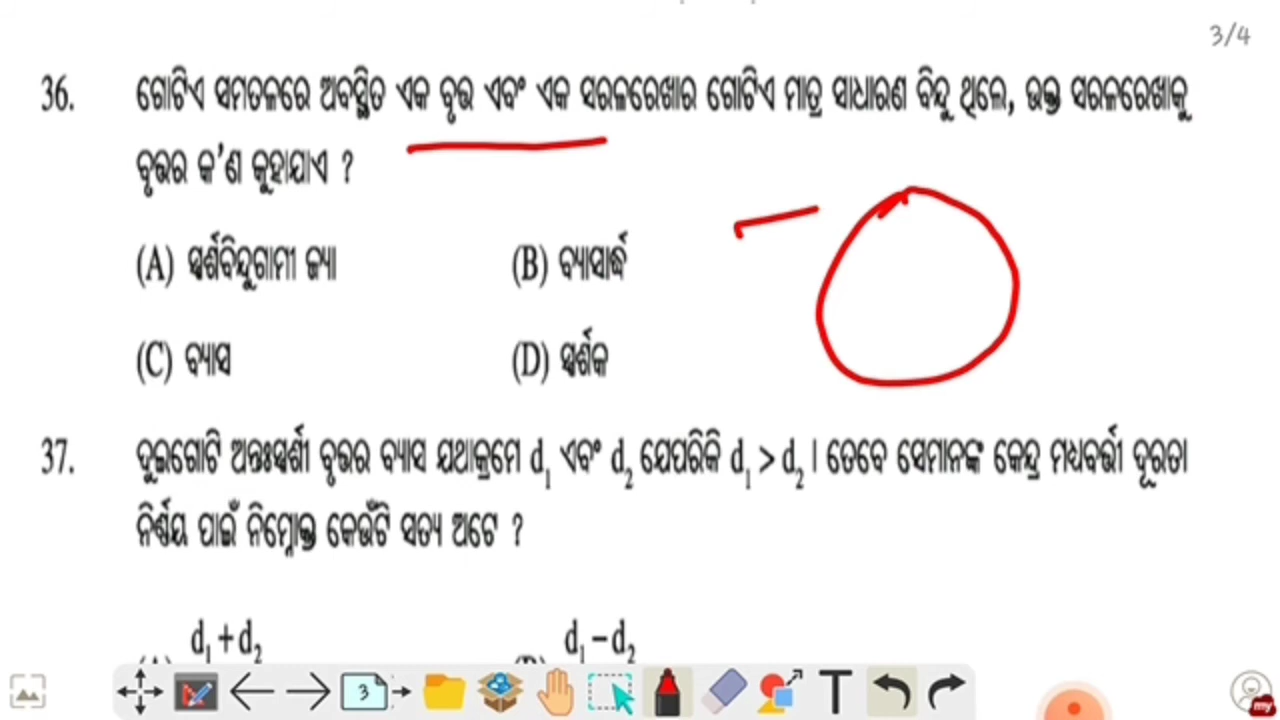 3/4
36. ଗୋଟିଏ ସମତଳରେ ଅବସ୍ଥିତ ଏକ ବୃତ୍ତ ଏବଂ ଏକ ସରଳରେଖାର ଗୋଟିଏ ମାତ୍ର ସାଧାରଣ ବିନ୍ଦୁ ଥିଲେ, ଉକ୍ତ ସରଳରେଖାକୁ
ବୃତ୍ତର କ'ଣ କୁହାଯାଏ ?
(A) ସ୍ପର୍ଶବିନ୍ଦୁଗାମୀ ଜ୍ୟା (B) ବ୍ୟାସାର୍ଦ୍ଧ
(C) ବ୍ୟାସ (D) ସ୍ପର୍ଶକ
37. ଦୁଇଗୋଟି ଅନ୍ତଃସ୍ପର୍ଶୀ ବୃତ୍ତର ବ୍ୟାସ ଯଥାକ୍ରମେ d₁ ଏବଂ d₂ ଯେପରିକି d₁ > d₂ । ତେବେ ସେମାନଙ୍କ କେନ୍ଦ୍ର ମଧ୍ୟବର୍ତ୍ତୀ ଦୂରତା
ନିର୍ଣ୍ଣୟ ପାଇଁ ନିମ୍ନୋକ୍ତ କେଉଁଟି ସତ୍ୟ ଅଟେ ?
d₁ + d₂ d₁ − d₂
3 T
my